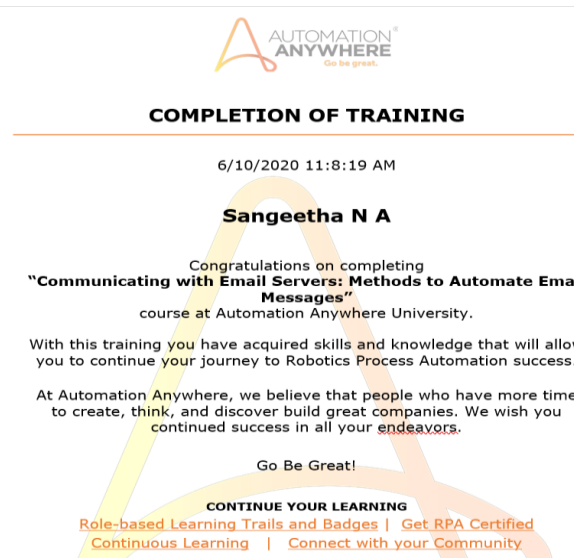 AUTOMATION®
ANYWHERE
Go be great.
COMPLETION OF TRAINING
6/10/2020 11:8:19 AM
Sangeetha N A
Congratulations on completing
“Communicating with Email Servers: Methods to Automate Ema
Messages”
course at Automation Anywhere University.
With this training you have acquired skills and knowledge that will allow
you to continue your journey to Robotics Process Automation success.
At Automation Anywhere, we believe that people who have more time
to create, think, and discover build great companies. We wish you
continued success in all your endeavors.
Go Be Great!
CONTINUE YOUR LEARNING
Role-based Learning Trails and Badges | Get RPA Certified
Continuous Learning | Connect with your Community